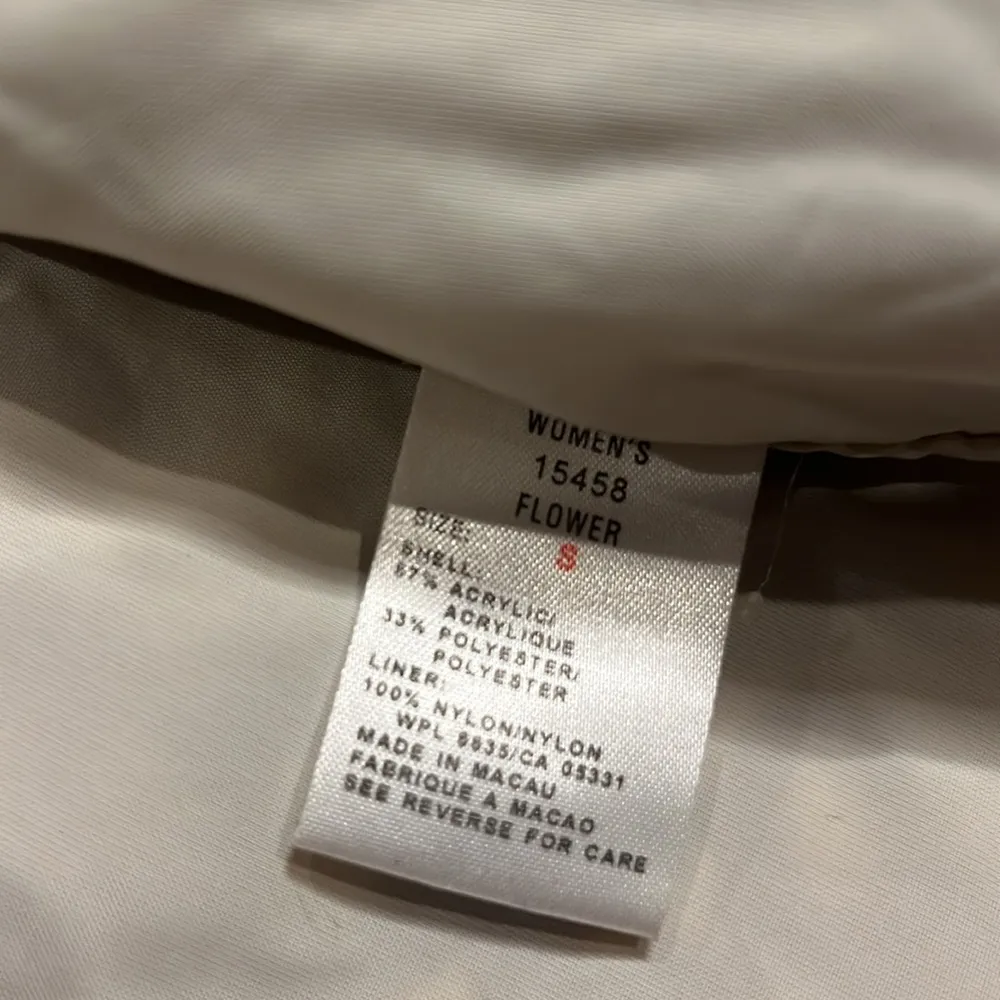 WOMEN'S
15458
FLOWER
SIZE: S
SHELL:
67% ACRYLIC/
ACRYLIQUE
33% POLYESTER/
POLYESTER
LINER:
100% NYLON/NYLON
WPL 8635/CA 05331
MADE IN MACAU
FABRIQUE A MACAO
SEE REVERSE FOR CARE